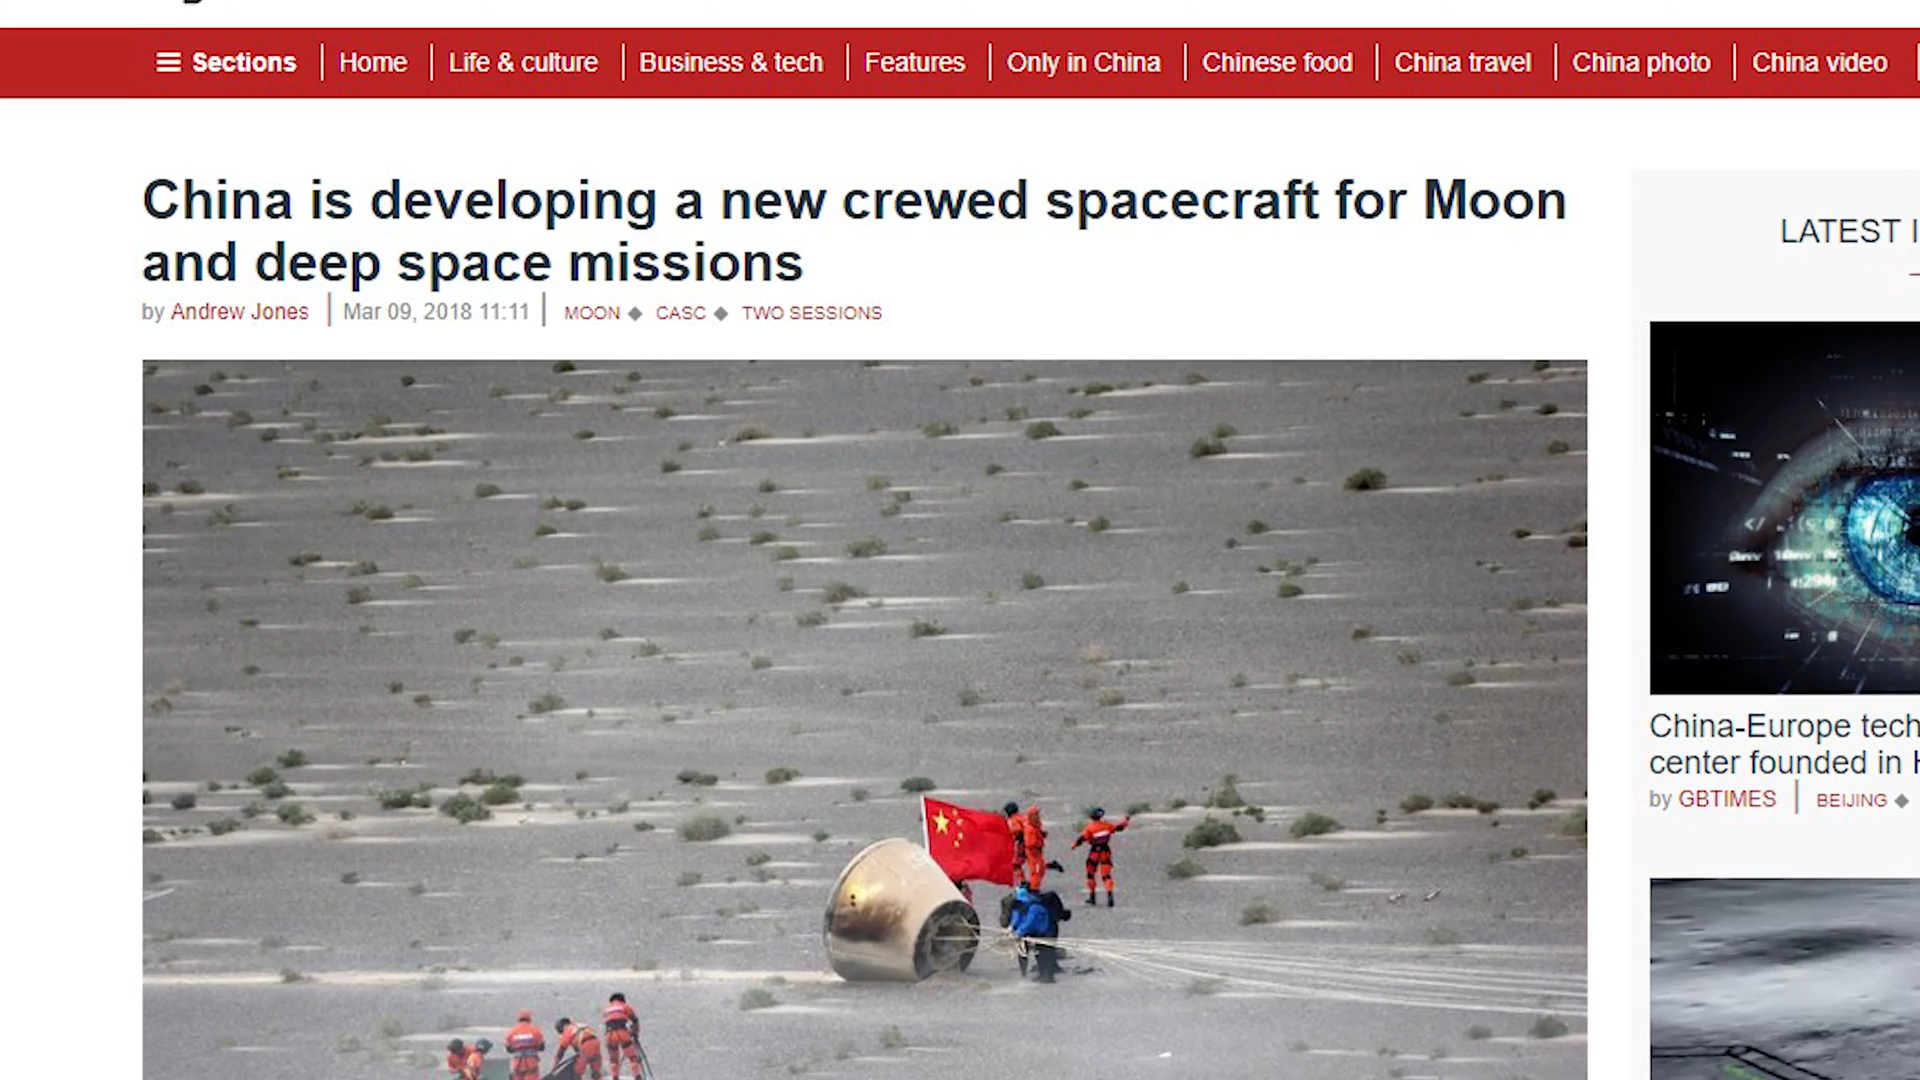 Sections
Home
Life & culture
Business & tech
Features
Only in China
Chinese food
China travel
China photo
China video
China is developing a new crewed spacecraft for Moon
and deep space missions
by Andrew Jones
Mar 09, 2018 11:11
MOON ◆ CASC ◆ TWO SESSIONS
LATEST
China-Europe tech
center founded in
by GBTIMES
BEIJING ◆